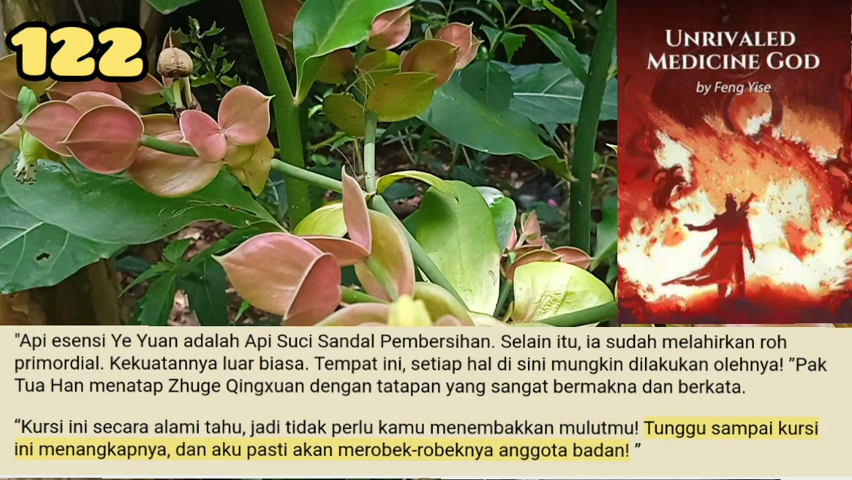 122
UNRIVALED
MEDICINE GOD
by Feng Yise
"Api esensi Ye Yuan adalah Api Suci Sandal Pembersihan. Selain itu, ia sudah melahirkan roh
primordial. Kekuatannya luar biasa. Tempat ini, setiap hal di sini mungkin dilakukan olehnya! ”Pak
Tua Han menatap Zhuge Qingxuan dengan tatapan yang sangat bermakna dan berkata.
“Kursi ini secara alami tahu, jadi tidak perlu kamu menembakkan mulutmu! Tunggu sampai kursi
ini menangkapnya, dan aku pasti akan merobek-robeknya anggota badan! ”